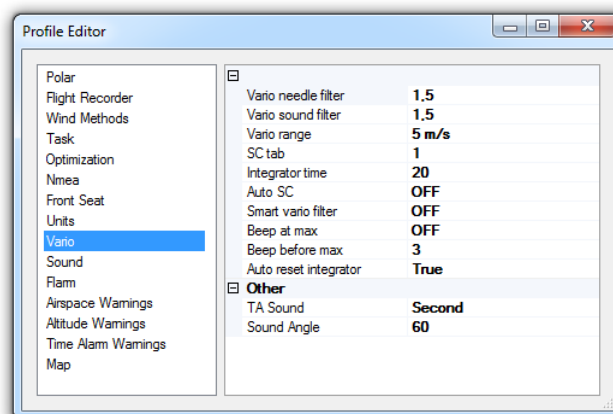 Profile Editor
Polar
Flight Recorder
Wind Methods
Task
Optimization
Nmea
Front Seat
Units
Vario
Sound
Flarm
Airspace Warnings
Altitude Warnings
Time Alarm Warnings
Map
Vario needle filter 1,5
Vario sound filter 1,5
Vario range 5 m/s
SC tab 1
Integrator time 20
Auto SC OFF
Smart vario filter OFF
Beep at max OFF
Beep before max 3
Auto reset integrator True
Other
TA Sound Second
Sound Angle 60